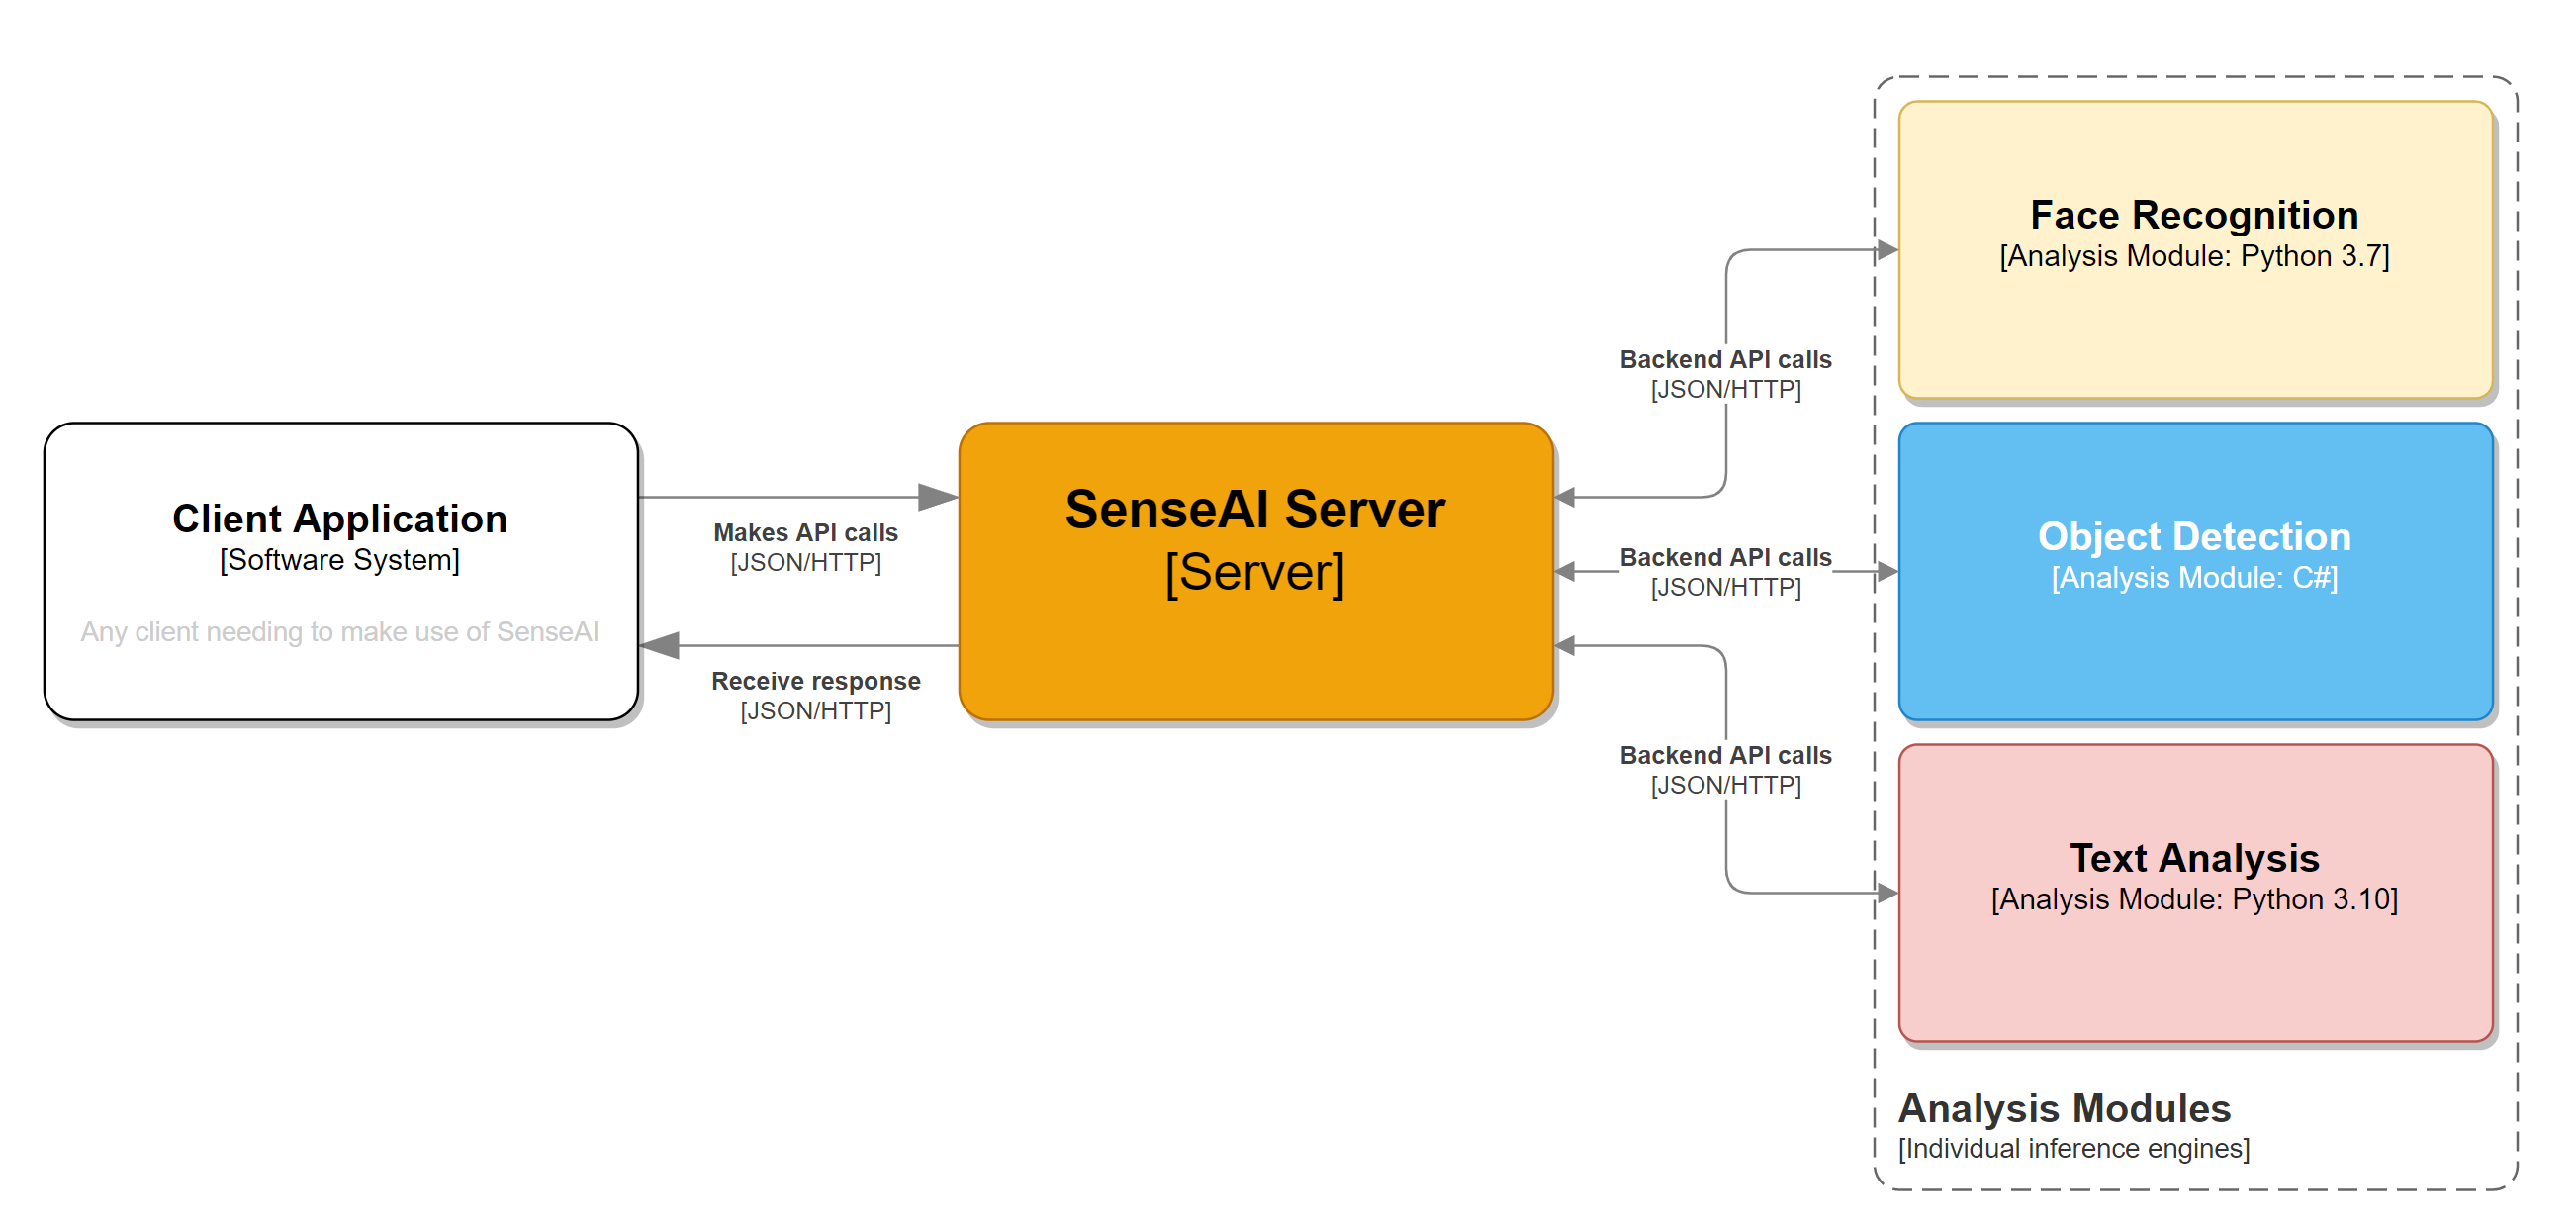 Client Application
[Software System]
Any client needing to make use of SenseAI
Makes API calls
[JSON/HTTP]
Receive response
[JSON/HTTP]
SenseAI Server
[Server]
Backend API calls
[JSON/HTTP]
Backend API calls
[JSON/HTTP]
Backend API calls
[JSON/HTTP]
Face Recognition
[Analysis Module: Python 3.7]
Object Detection
[Analysis Module: C#]
Text Analysis
[Analysis Module: Python 3.10]
Analysis Modules
[Individual inference engines]